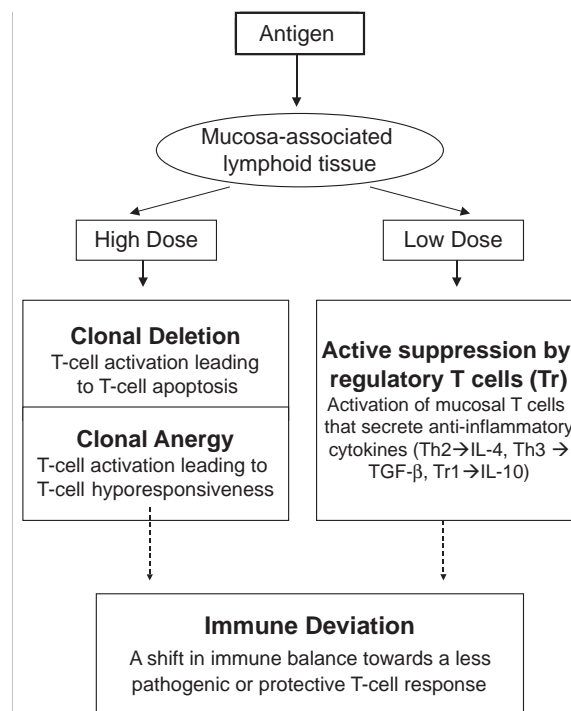 Antigen
Mucosa-associated
lymphoid tissue
High Dose
Low Dose
Clonal Deletion
T-cell activation leading
to T-cell apoptosis
Clonal Anergy
T-cell activation leading to
T-cell hyporesponsiveness
Active suppression by
regulatory T cells (Tr)
Activation of mucosal T cells
that secrete anti-inflammatory
cytokines (Th2→IL-4, Th3 →
TGF-β, Tr1→IL-10)
Immune Deviation
A shift in immune balance towards a less
pathogenic or protective T-cell response